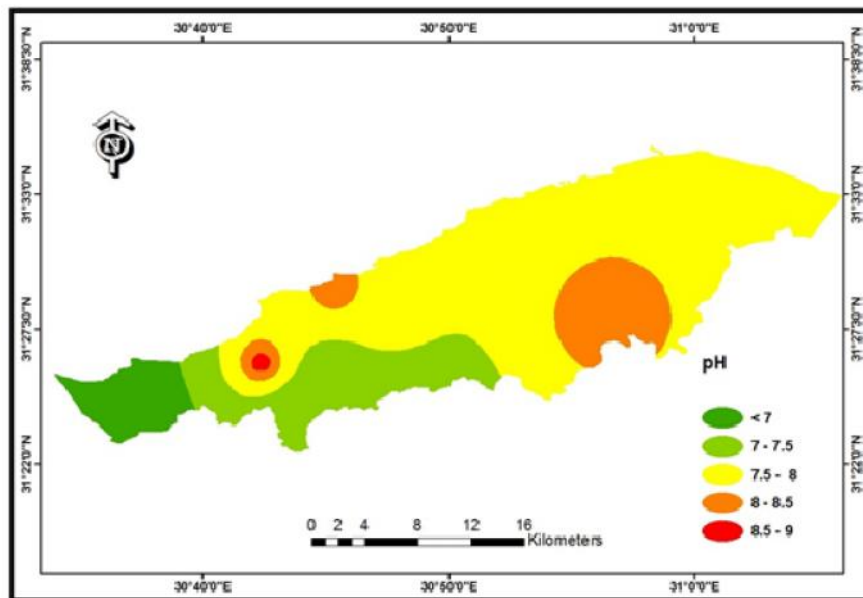 30°40'0"E 30°50'0"E 31°0'0"E
31°38'30"N 31°38'30"N
N
31°33'0"N 31°33'0"N
31°27'30"N 31°27'30"N
pH
< 7
7 - 7.5
31°22'0"N 31°22'0"N
7.5 - 8
8 - 8.5
0 2 4 8 12 16
Kilometers
8.5 - 9
30°40'0"E 30°50'0"E 31°0'0"E